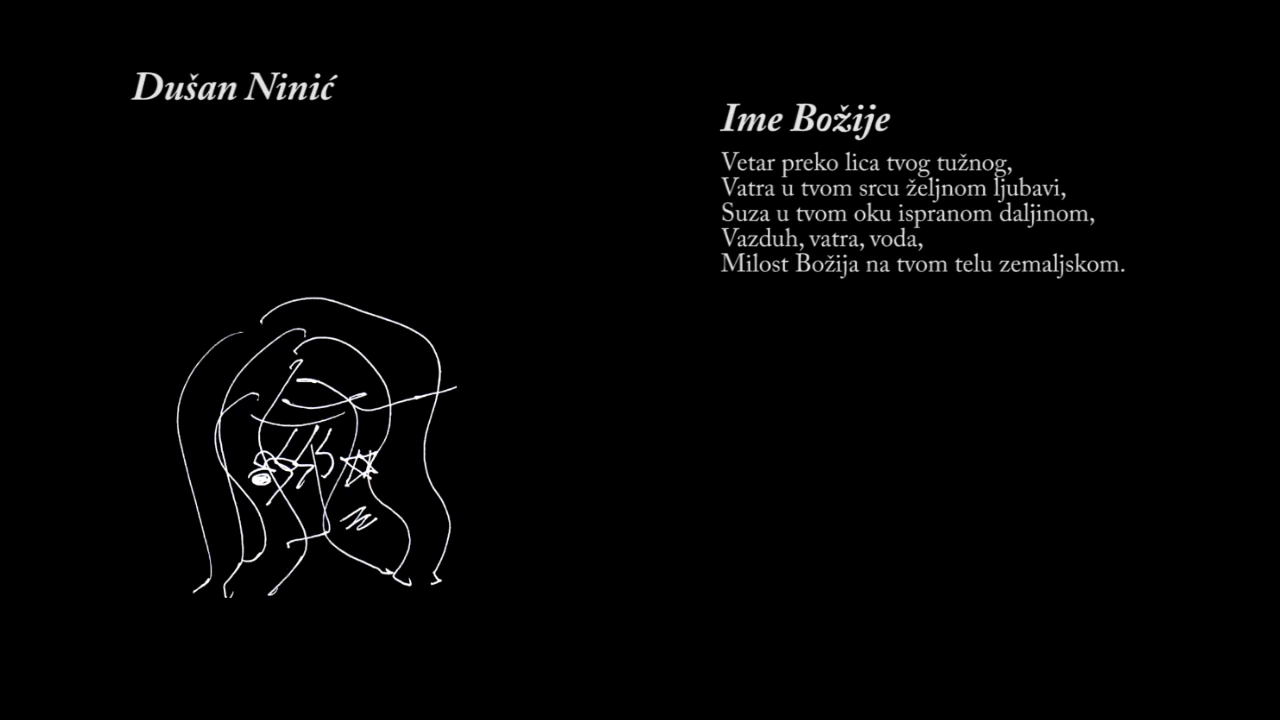 Dušan Ninić
Ime Božije
Vetar preko lica tvog tužnog,
Vatra u tvom srcu željnom ljubavi,
Suza u tvom oku ispranom daljinom,
Vazduh, vatra, voda,
Milost Božija na tvom telu zemaljskom.